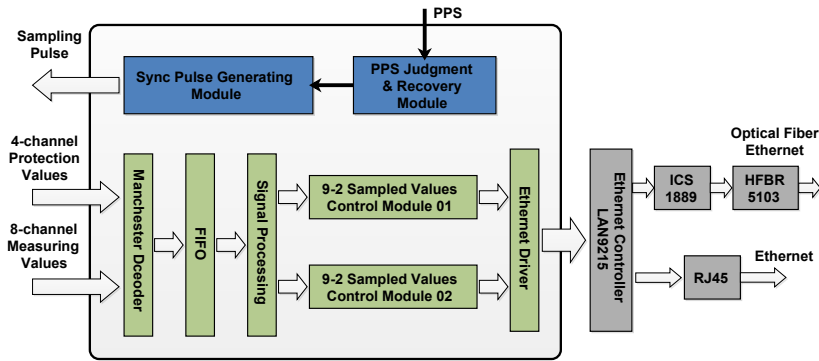 PPS
Sampling
Pulse
Sync Pulse Generating
Module
PPS Judgment
& Recovery
Module
4-channel
Protection
Values
8-channel
Measuring
Values
Manchester Dceoder
FIFO
Signal Processing
9-2 Sampled Values
Control Module 01
9-2 Sampled Values
Control Module 02
Ethernet Driver
Ethernet Controller
LAN9215
ICS
1889
HFBR
5103
Optical Fiber
Ethernet
RJ45
Ethernet